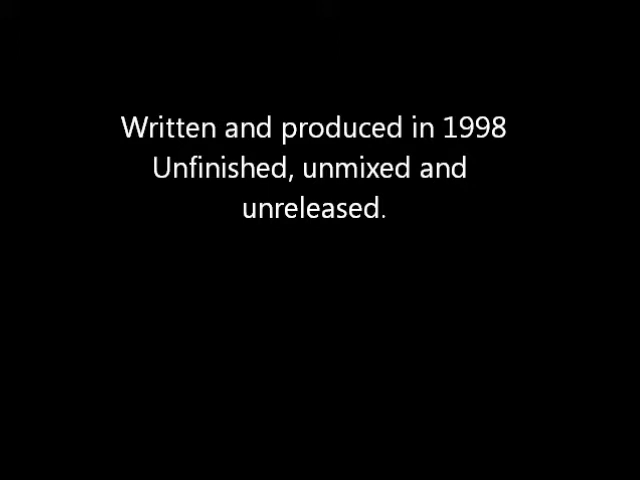 Written and produced in 1998
Unfinished, unmixed and
unreleased.